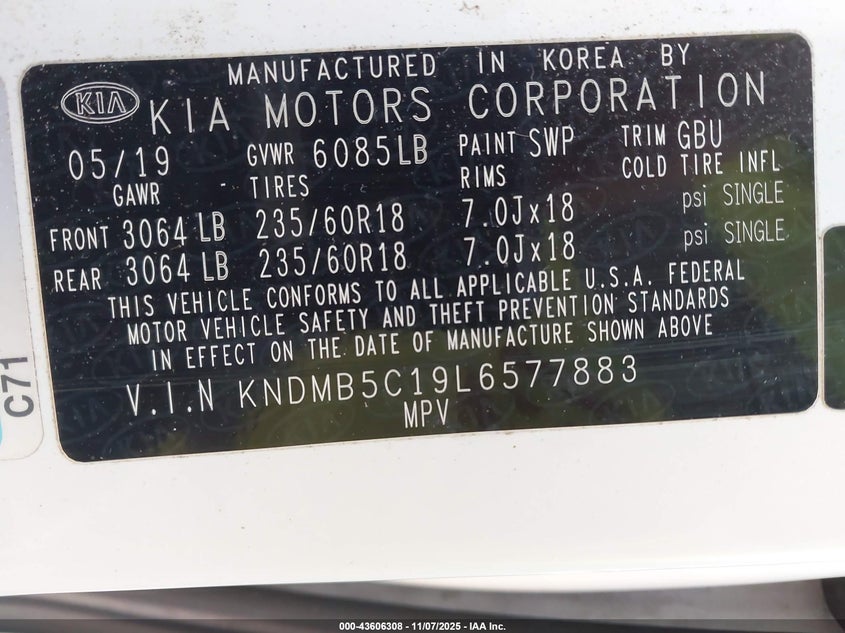 MANUFACTURED IN KOREA BY
KIA KIA MOTORS CORPORATION
05/19 GVWR 6085LB PAINT SWP TRIM GBU
GAWR TIRES RIMS COLD TIRE INFL
FRONT 3064 LB 235/60R18 7.0Jx18 psi SINGLE
REAR 3064 LB 235/60R18 7.0Jx18 psi SINGLE
THIS VEHICLE CONFORMS TO ALL APPLICABLE U.S.A. FEDERAL
MOTOR VEHICLE SAFETY AND THEFT PREVENTION STANDARDS
IN EFFECT ON THE DATE OF MANUFACTURE SHOWN ABOVE
V.I.N KNDMB5C19L6577883
MPV
C71
000-43606308 - 11/07/2025 - IAA Inc.